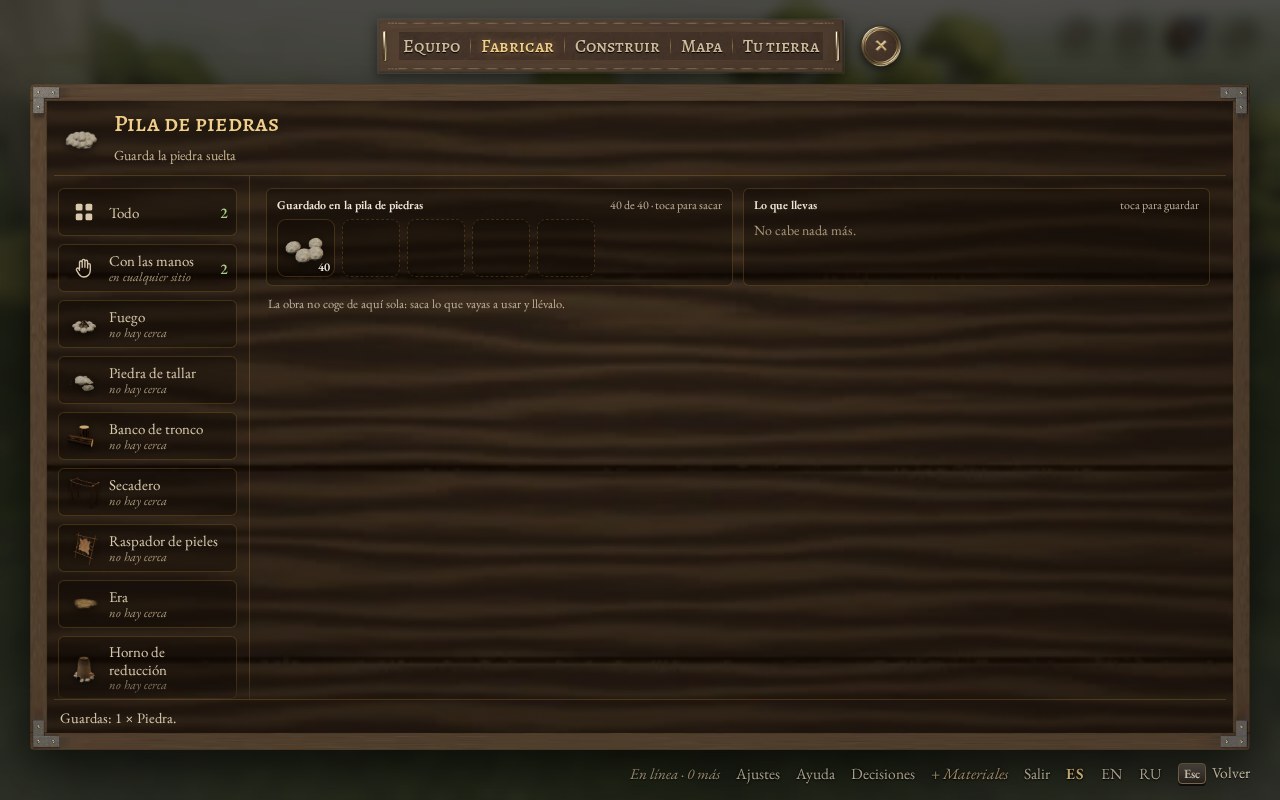 Equipo
Fabricar
Construir
Mapa
Tu tierra
Pila de piedras
Guarda la piedra suelta
Todo 2
Con las manos 2
en cualquier sitio
Fuego
no hay cerca
Piedra de tallar
no hay cerca
Banco de tronco
no hay cerca
Secadero
no hay cerca
Raspador de pieles
no hay cerca
Era
no hay cerca
Horno de
reducción
no hay cerca
Guardado en la pila de piedras 40 de 40 · toca para sacar
40
Lo que llevas toca para guardar
No cabe nada más.
La obra no coge de aquí sola: saca lo que vayas a usar y llévalo.
Guardas: 1 × Piedra.
En línea · 0 más Ajustes Ayuda Decisiones + Materiales Salir ES EN RU Esc Volver